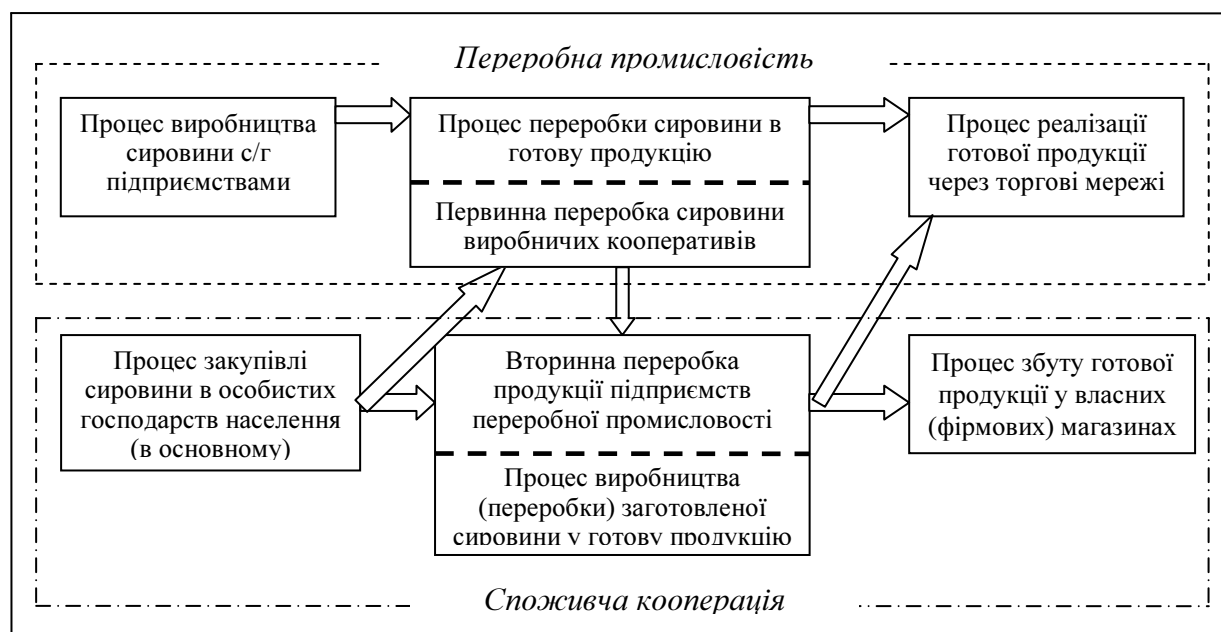 Переробна промисловість
Процес виробництва
сировини с/г
підприємствами
Процес переробки сировини в
готову продукцію
Первинна переробка сировини
виробничих кооперативів
Процес реалізації
готової продукції
через торгові мережі
Процес закупівлі
сировини в особистих
господарств населення
(в основному)
Вторинна переробка
продукції підприємств
переробної промисловості
Процес виробництва
(переробки) заготовленої
сировини у готову продукцію
Процес збуту готової
продукції у власних
(фірмових) магазинах
Споживча кооперація